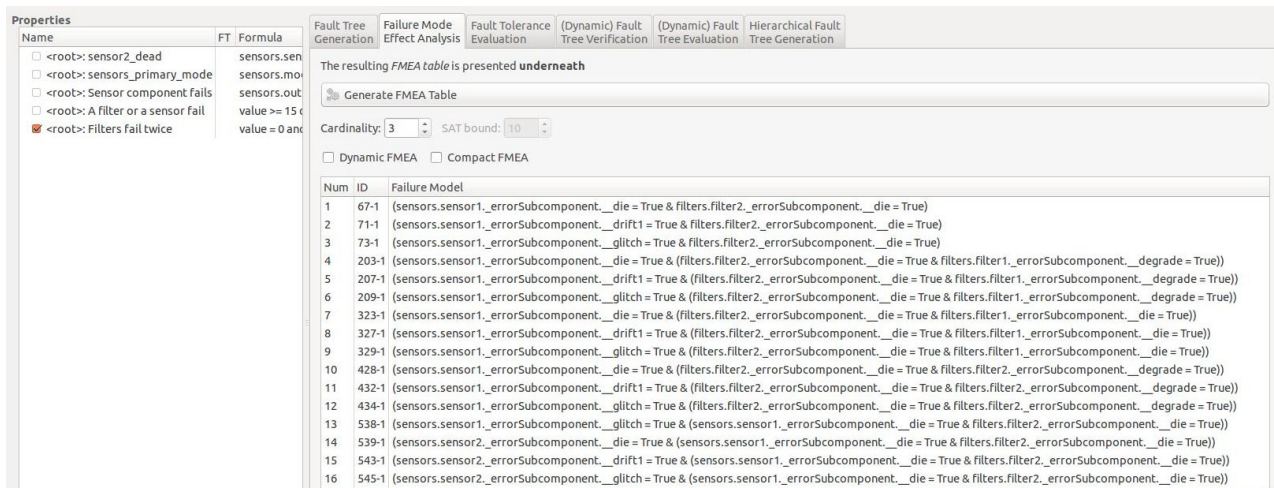 Properties
Name FT Formula
<root>: sensor2_dead sensors.sen
<root>: sensors_primary_mode sensors.mo
<root>: Sensor component fails sensors.out
<root>: A filter or a sensor fail value >= 15 o
<root>: Filters fail twice value = 0 and
Fault Tree Generation
Failure Mode Effect Analysis
Fault Tolerance Evaluation
(Dynamic) Fault Tree Verification
(Dynamic) Fault Tree Evaluation
Hierarchical Fault Tree Generation
The resulting FMEA table is presented underneath
Generate FMEA Table
Cardinality: 3 SAT bound: 10
Dynamic FMEA Compact FMEA
Num ID Failure Model
1 67-1 (sensors.sensor1._errorSubcomponent.__die = True & filters.filter2._errorSubcomponent.__die = True)
2 71-1 (sensors.sensor1._errorSubcomponent.__drift1 = True & filters.filter2._errorSubcomponent.__die = True)
3 73-1 (sensors.sensor1._errorSubcomponent.__glitch = True & filters.filter2._errorSubcomponent.__die = True)
4 203-1 (sensors.sensor1._errorSubcomponent.__die = True & (filters.filter2._errorSubcomponent.__die = True & filters.filter1._errorSubcomponent.__degrade = True))
5 207-1 (sensors.sensor1._errorSubcomponent.__drift1 = True & (filters.filter2._errorSubcomponent.__die = True & filters.filter1._errorSubcomponent.__degrade = True))
6 209-1 (sensors.sensor1._errorSubcomponent.__glitch = True & (filters.filter2._errorSubcomponent.__die = True & filters.filter1._errorSubcomponent.__degrade = True))
7 323-1 (sensors.sensor1._errorSubcomponent.__die = True & (filters.filter2._errorSubcomponent.__die = True & filters.filter1._errorSubcomponent.__die = True))
8 327-1 (sensors.sensor1._errorSubcomponent.__drift1 = True & (filters.filter2._errorSubcomponent.__die = True & filters.filter1._errorSubcomponent.__die = True))
9 329-1 (sensors.sensor1._errorSubcomponent.__glitch = True & (filters.filter2._errorSubcomponent.__die = True & filters.filter1._errorSubcomponent.__die = True))
10 428-1 (sensors.sensor1._errorSubcomponent.__die = True & (filters.filter2._errorSubcomponent.__die = True & filters.filter2._errorSubcomponent.__degrade = True))
11 432-1 (sensors.sensor1._errorSubcomponent.__drift1 = True & (filters.filter2._errorSubcomponent.__die = True & filters.filter2._errorSubcomponent.__degrade = True))
12 434-1 (sensors.sensor1._errorSubcomponent.__glitch = True & (filters.filter2._errorSubcomponent.__die = True & filters.filter2._errorSubcomponent.__degrade = True))
13 538-1 (sensors.sensor1._errorSubcomponent.__glitch = True & (sensors.sensor1._errorSubcomponent.__die = True & filters.filter2._errorSubcomponent.__die = True))
14 539-1 (sensors.sensor2._errorSubcomponent.__die = True & (sensors.sensor1._errorSubcomponent.__die = True & filters.filter2._errorSubcomponent.__die = True))
15 543-1 (sensors.sensor2._errorSubcomponent.__drift1 = True & (sensors.sensor1._errorSubcomponent.__die = True & filters.filter2._errorSubcomponent.__die = True))
16 545-1 (sensors.sensor2._errorSubcomponent.__glitch = True & (sensors.sensor1._errorSubcomponent.__die = True & filters.filter2._errorSubcomponent.__die = True))